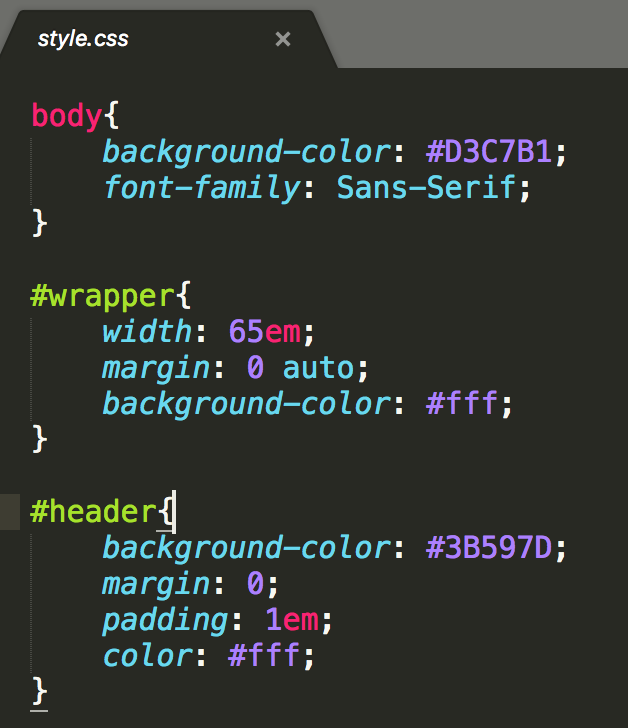 style.css ×
body{
    background-color: #D3C7B1;
    font-family: Sans-Serif;
}
#wrapper{
    width: 65em;
    margin: 0 auto;
    background-color: #fff;
}
#header{
    background-color: #3B597D;
    margin: 0;
    padding: 1em;
    color: #fff;
}